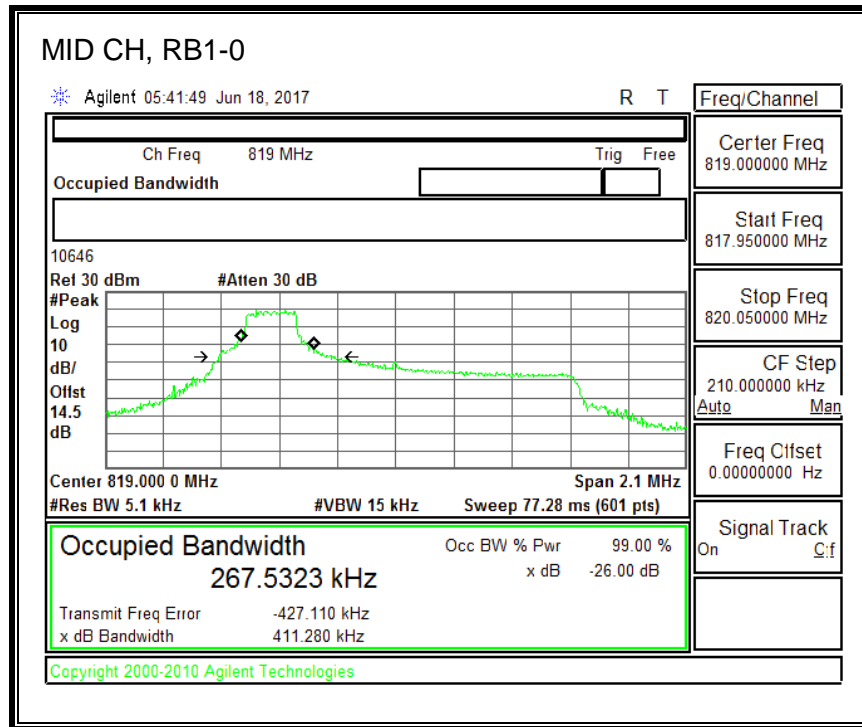 MID CH, RB1-0
Agilent 05:41:49 Jun 18, 2017 R T
Freq/Channel
Ch Freq 819 MHz Trig Free
Occupied Bandwidth
10646
Ref 30 dBm #Atten 30 dB
#Peak
Log
10
dB/
Offst
14.5
dB
Center 819.000 0 MHz Span 2.1 MHz
#Res BW 5.1 kHz #VBW 15 kHz Sweep 77.28 ms (601 pts)
Occupied Bandwidth Occ BW % Pwr 99.00 %
267.5323 kHz x dB -26.00 dB
Transmit Freq Error -427.110 kHz
x dB Bandwidth 411.280 kHz
Copyright 2000-2010 Agilent Technologies
Center Freq
819.000000 MHz
Start Freq
817.950000 MHz
Stop Freq
820.050000 MHz
CF Step
210.000000 kHz
Auto Man
Freq Offset
0.00000000 Hz
Signal Track
On Off